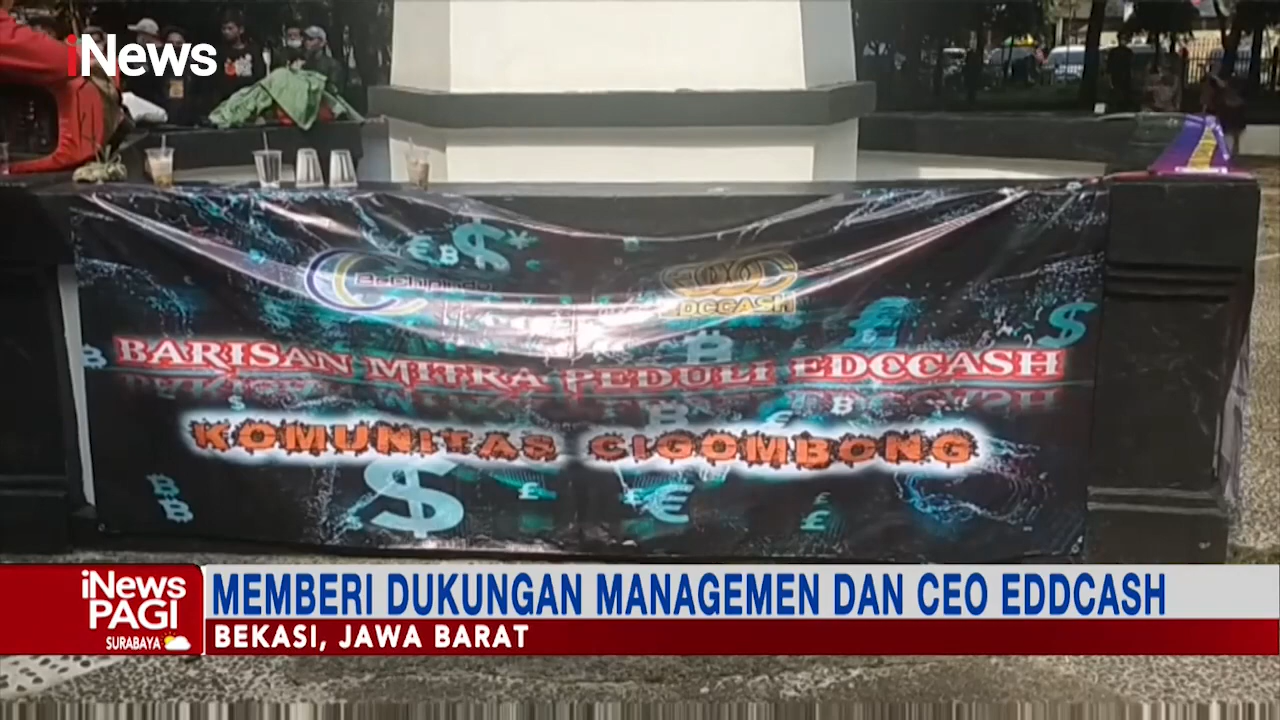 iNews
EDCCASH
BARISAN MITRA PEDULI EDCCASH
KOMUNITAS CIGOMBONG
iNews
PAGI
SURABAYA
MEMBERI DUKUNGAN MANAGEMEN DAN CEO EDDCASH
BEKASI, JAWA BARAT